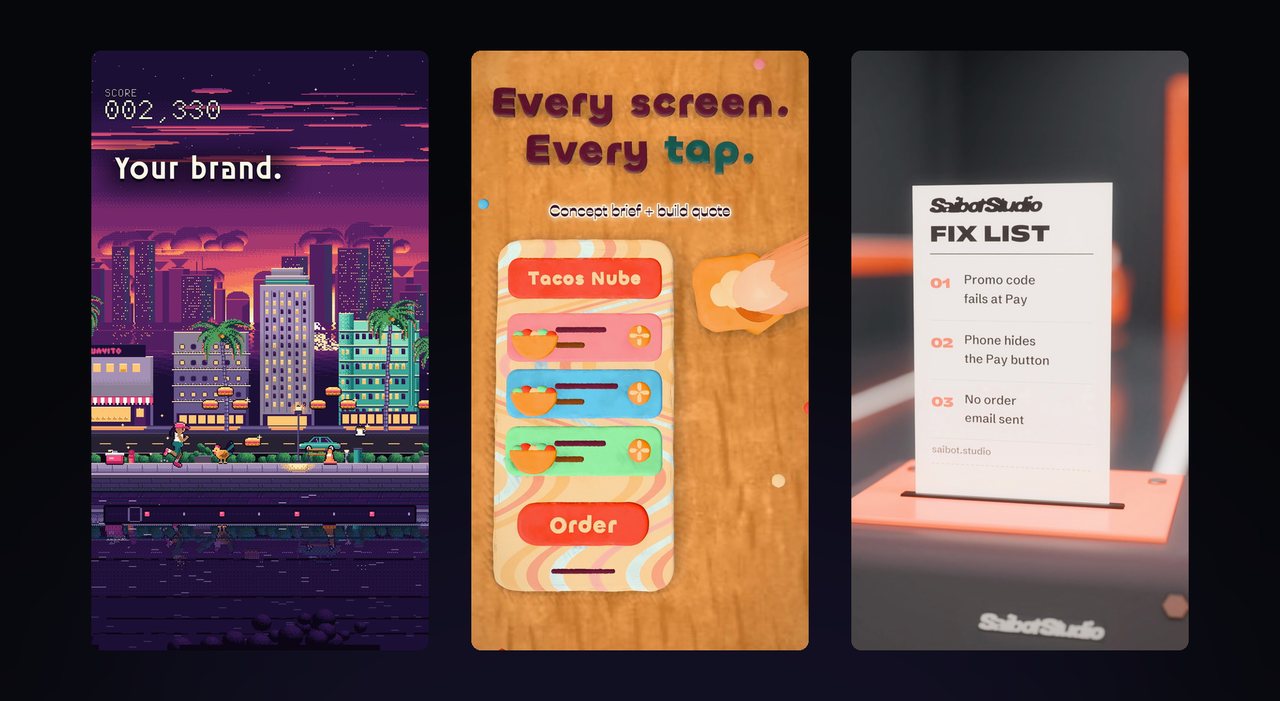 SCORE
002,330
Your brand.
Every screen.
Every tap.
Concept brief + build quote
Tacos Nube
Order
SaibotStudio
FIX LIST
01 Promo code
fails at Pay
02 Phone hides
the Pay button
03 No order
email sent
saibot.studio
SaibotStudio